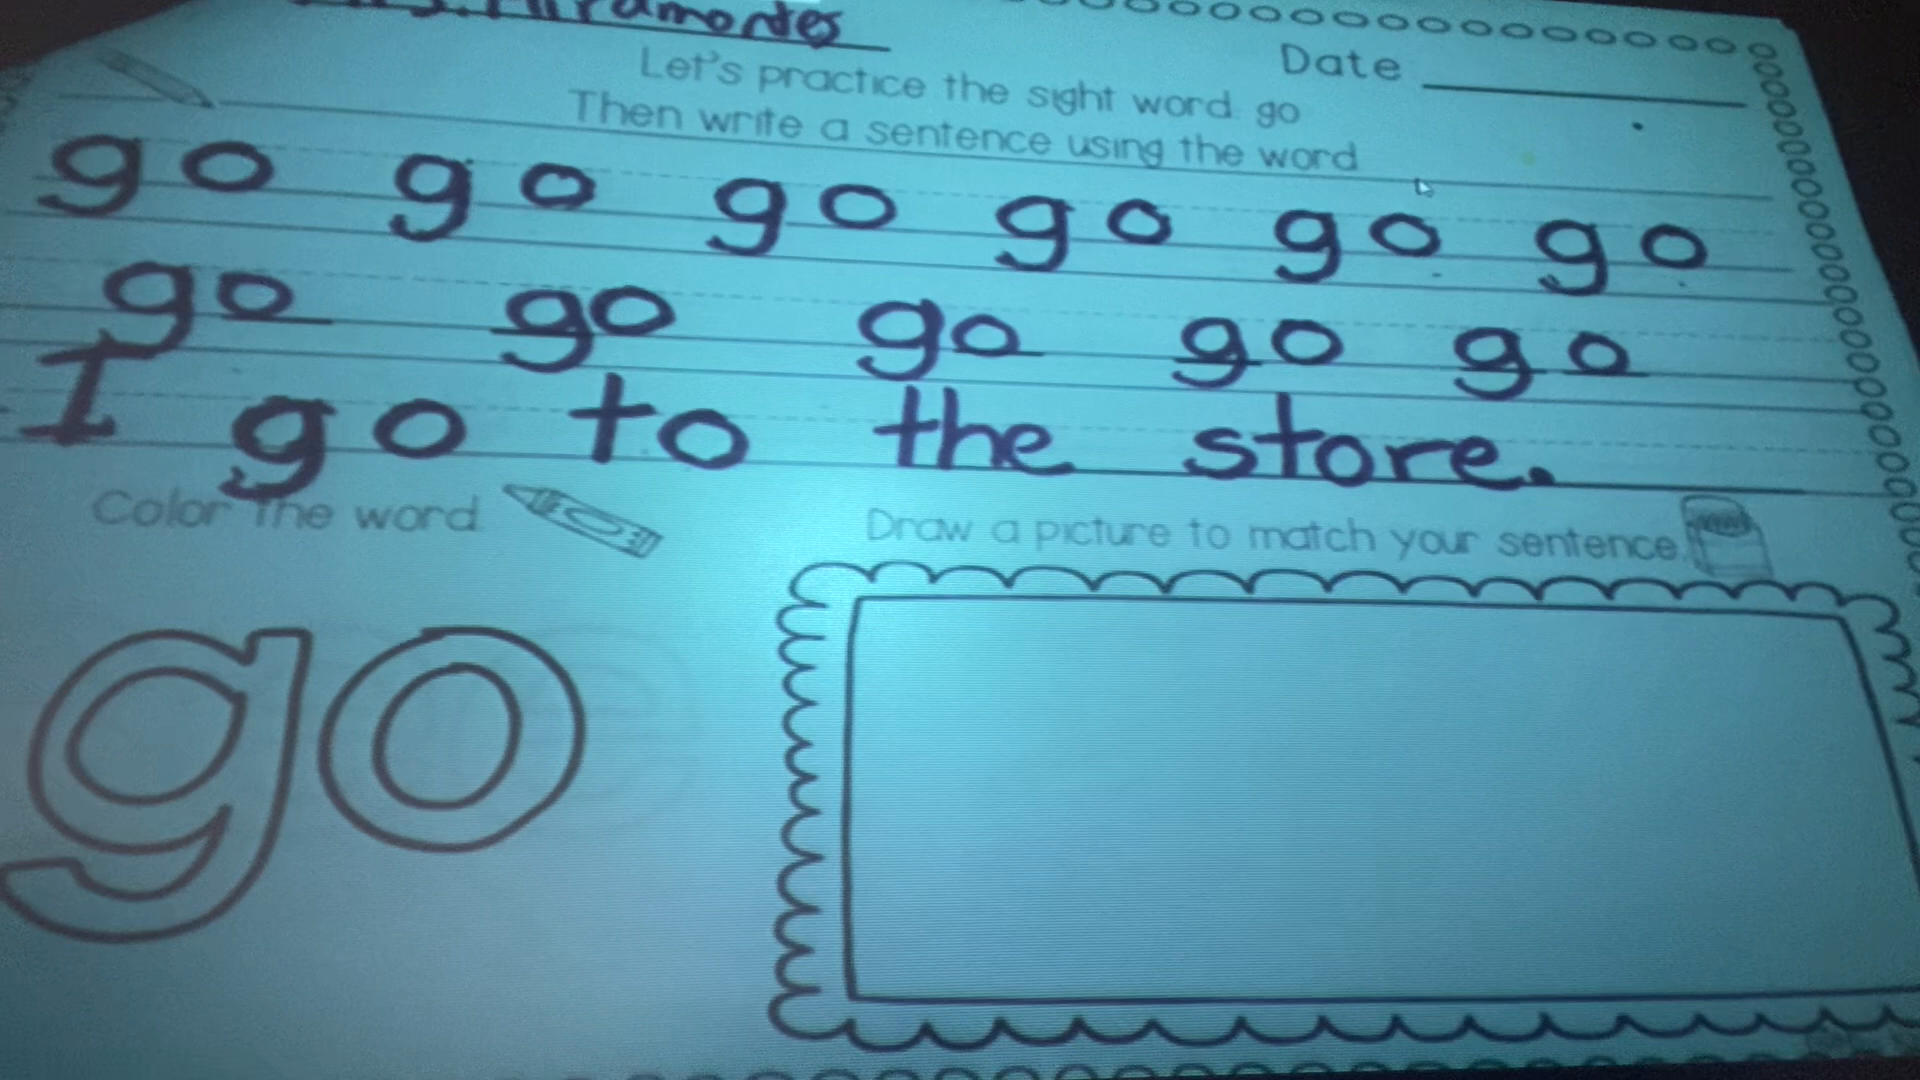 Date
Let's practice the sight word: go
Then write a sentence using the word
go go go go go go
go go go go go
I go to the store.
Color the word.
Draw a picture to match your sentence.
go